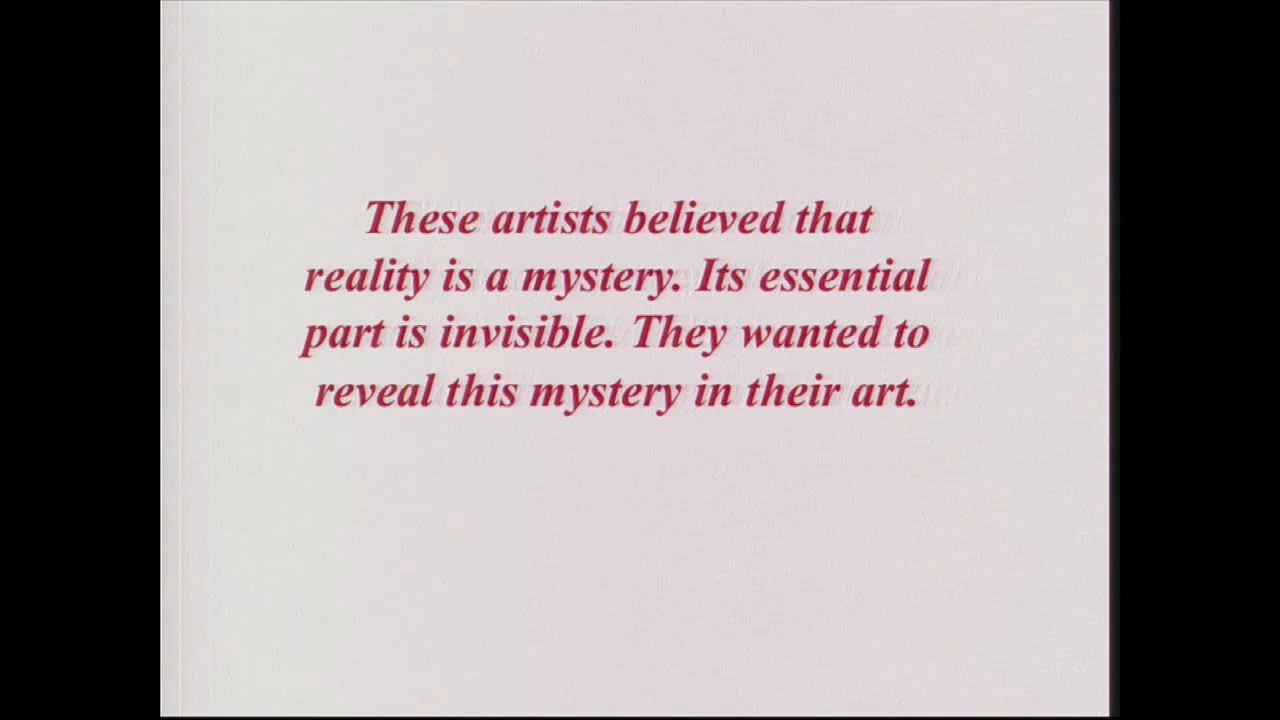 These artists believed that
reality is a mystery. Its essential
part is invisible. They wanted to
reveal this mystery in their art.